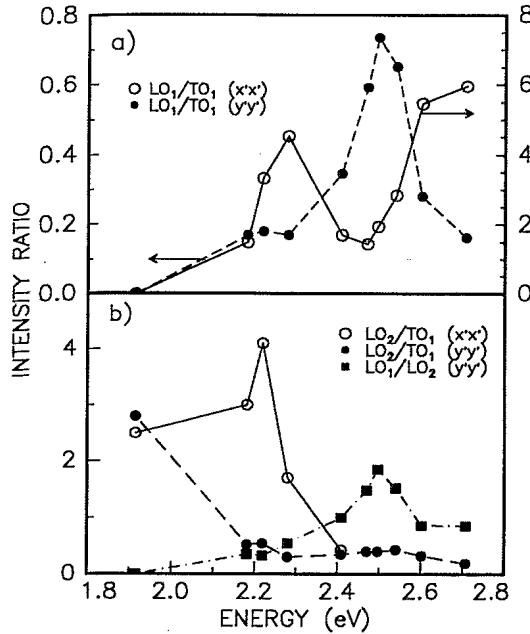 a)
LO₁/TO₁ (x'x')
LO₁/TO₁ (y'y')
0.8
0.6
0.4
0.2
0.0
8
6
4
2
0
INTENSITY RATIO
b)
LO₂/TO₁ (x'x')
LO₂/TO₁ (y'y')
LO₁/LO₂ (y'y')
4
2
0
1.8 2.0 2.2 2.4 2.6 2.8
ENERGY (eV)